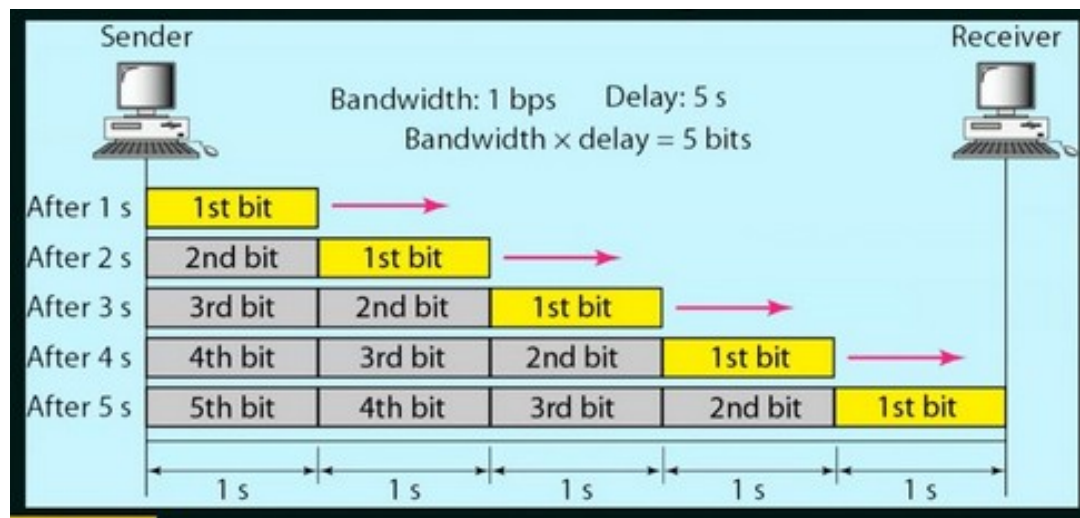 Sender
Receiver
Bandwidth: 1 bps Delay: 5 s
Bandwidth × delay = 5 bits
After 1 s 1st bit
After 2 s 2nd bit 1st bit
After 3 s 3rd bit 2nd bit 1st bit
After 4 s 4th bit 3rd bit 2nd bit 1st bit
After 5 s 5th bit 4th bit 3rd bit 2nd bit 1st bit
1 s 1 s 1 s 1 s 1 s